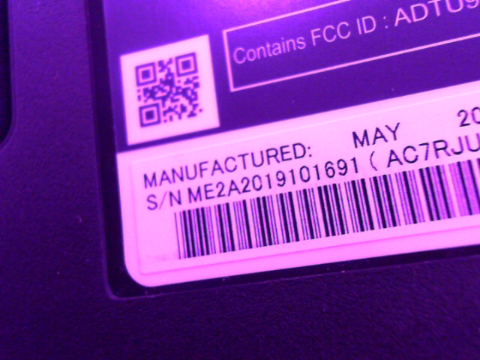 Contains FCC ID : ADTU9
MANUFACTURED: MAY 20
S/N ME2A2019101691 ( AC7RJU